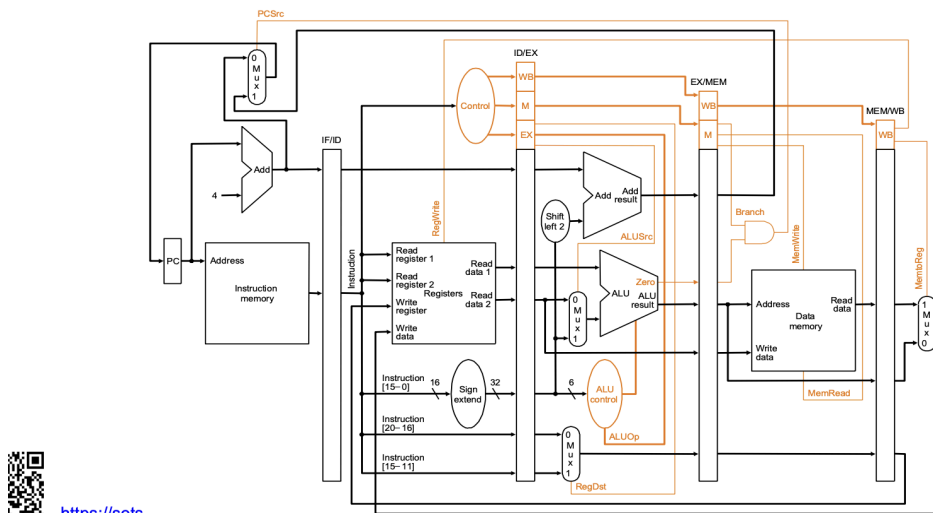 PCSrc
0
M
u
x
1
ID/EX
WB
EX/MEM
Control
M
WB
MEM/WB
EX
M
WB
IF/ID
Add
4
Add
Add
result
Shift
left 2
Branch
RegWrite
ALUSrc
MemWrite
MemtoReg
PC
Address
Instruction
memory
Instruction
Read
register 1
Read
data 1
Read
register 2
Registers
Read
data 2
Write
register
Write
data
0
M
u
x
1
Zero
ALU
ALU
result
Address
Read
data
Data
memory
Write
data
1
M
u
x
0
Instruction
[15–0]
16
Sign
extend
32
6
ALU
control
MemRead
Instruction
[20–16]
ALUOp
0
M
u
x
1
Instruction
[15–11]
RegDst